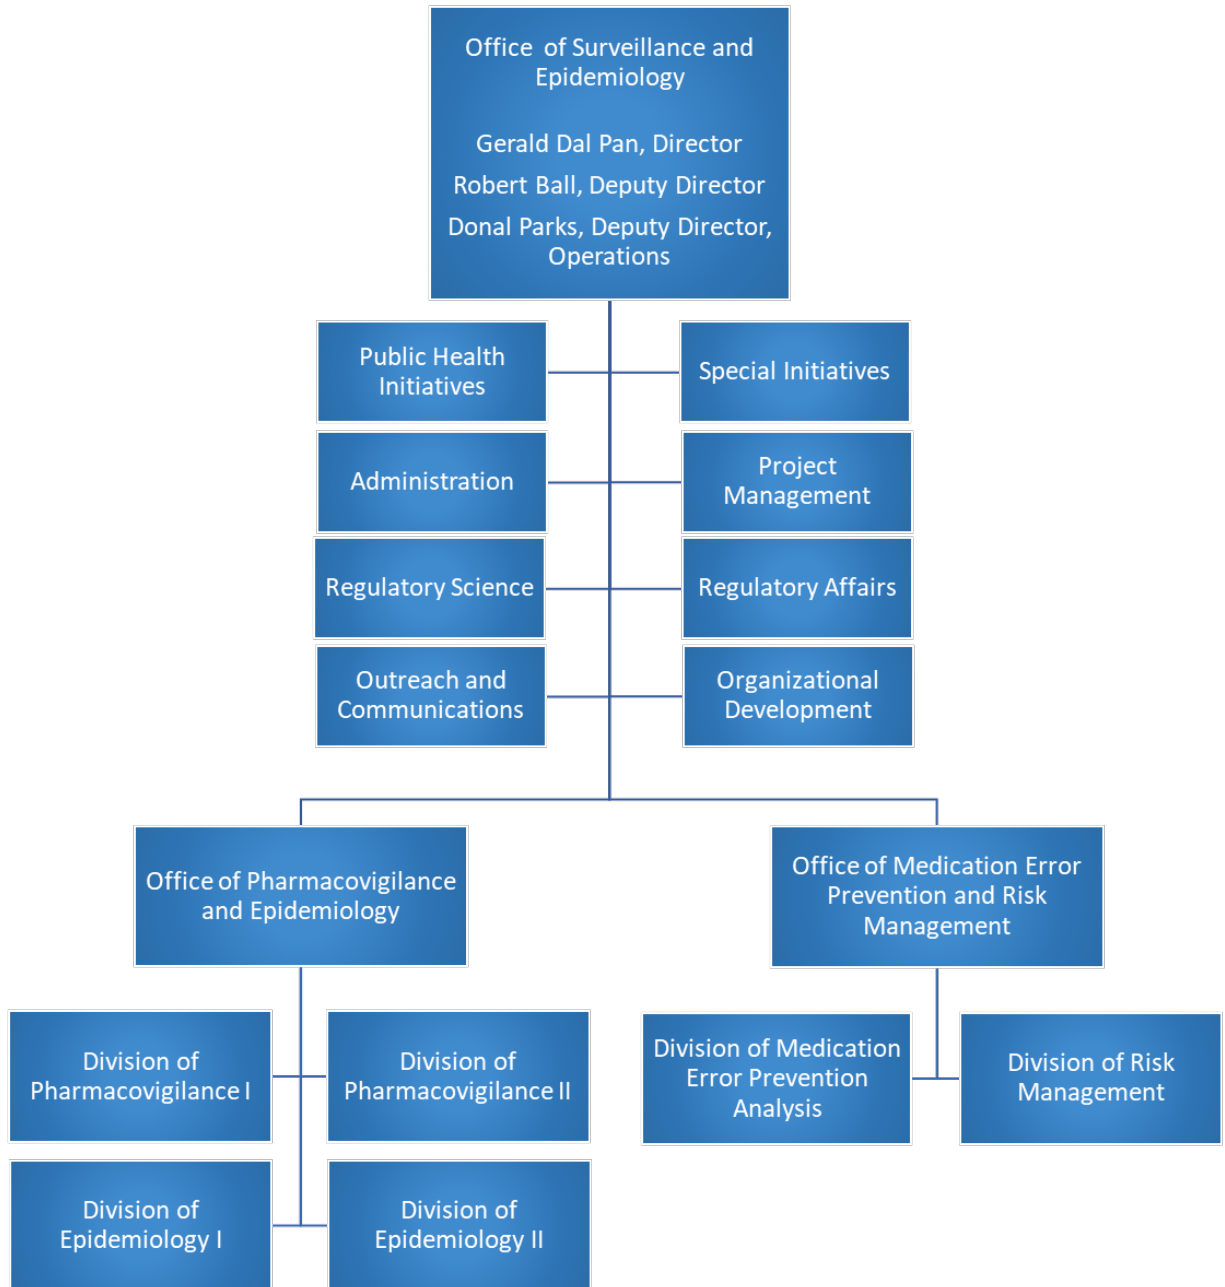 Office of Surveillance and
Epidemiology
Gerald Dal Pan, Director
Robert Ball, Deputy Director
Donal Parks, Deputy Director,
Operations
Public Health
Initiatives
Special Initiatives
Administration
Project
Management
Regulatory Science
Regulatory Affairs
Outreach and
Communications
Organizational
Development
Office of Pharmacovigilance
and Epidemiology
Office of Medication Error
Prevention and Risk
Management
Division of
Pharmacovigilance I
Division of
Pharmacovigilance II
Division of Medication
Error Prevention
Analysis
Division of Risk
Management
Division of
Epidemiology I
Division of
Epidemiology II